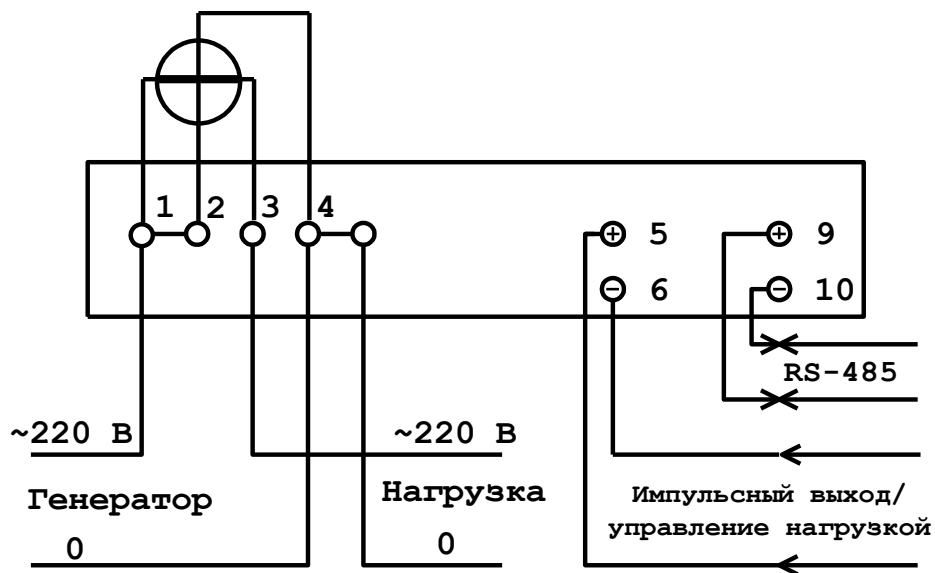 1 2 3 4
5
9
6
10
RS-485
~220 В
~220 В
Генератор
Нагрузка
0
0
Импульсный выход/
управление нагрузкой